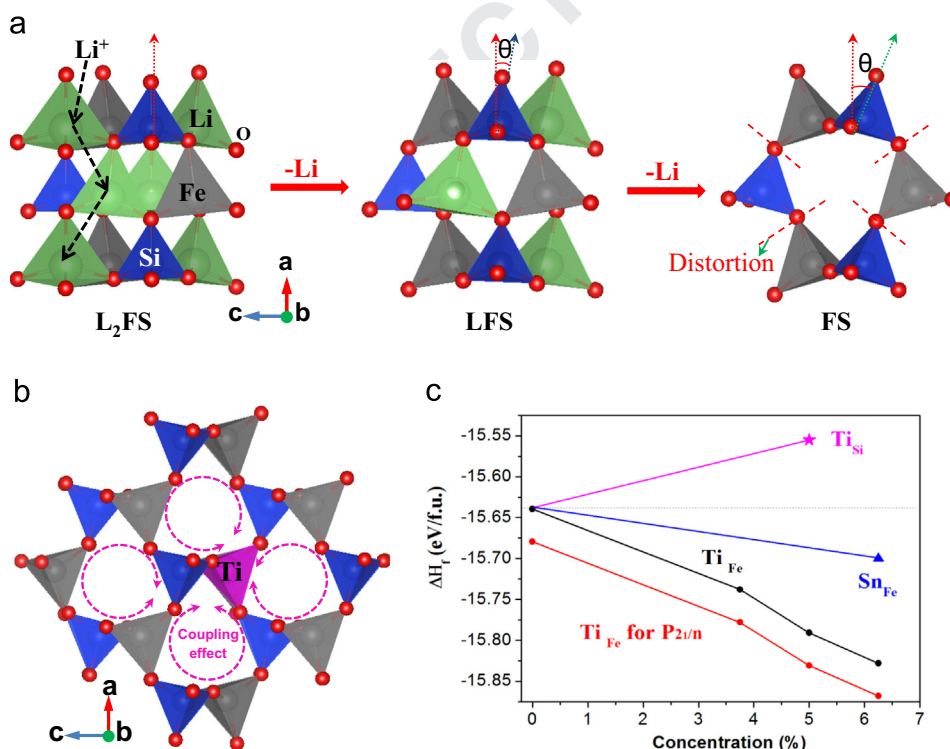 a
Li⁺
Li
O
Fe
Si
L₂FS
a
c
b
-Li
θ
LFS
-Li
θ
Distortion
FS
b
Ti
Coupling
effect
a
c
b
c
ΔH_f (eV/f.u.)
-15.55
-15.60
-15.65
-15.70
-15.75
-15.80
-15.85
Ti_Si
Ti_Fe
Sn_Fe
Ti_Fe for P2₁/n
0
1
2
3
4
5
6
7
Concentration (%)